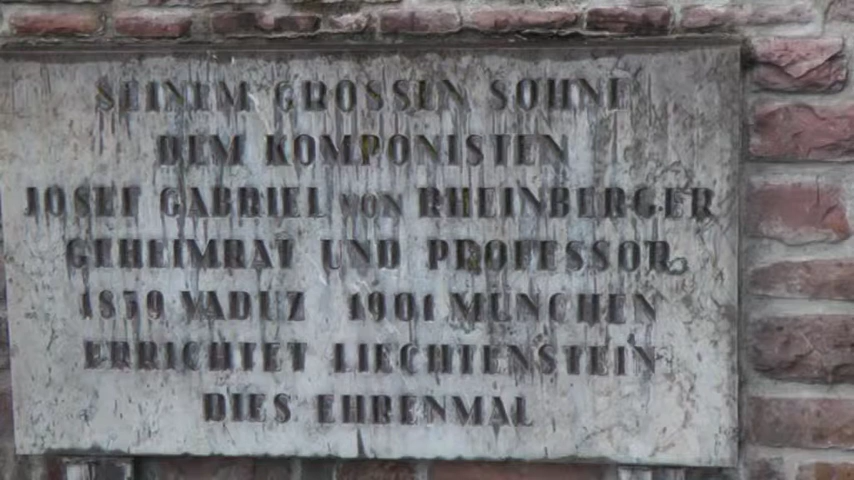 SEINEM GROSSEN SOHNE
DEM KOMPONISTEN
JOSEF GABRIEL VON RHEINBERGER
GEHEIMRAT UND PROFESSOR
1839 VADUZ 1901 MÜNCHEN
ERRICHTET LIECHTENSTEIN
DIES EHRENMAL